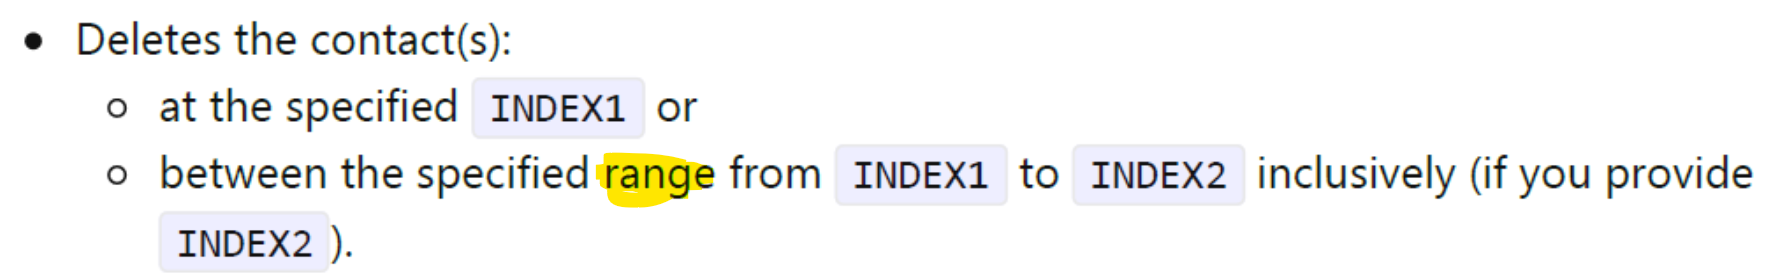 • Deletes the contact(s):
○ at the specified INDEX1 or
○ between the specified range from INDEX1 to INDEX2 inclusively (if you provide
INDEX2 ).